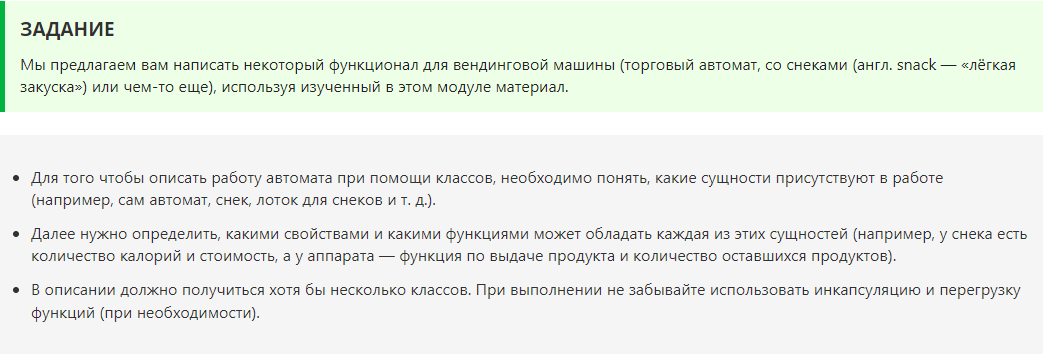 ЗАДАНИЕ
Мы предлагаем вам написать некоторый функционал для вендинговой машины (торговый автомат, со снеками (англ. snack — «лёгкая
закуска») или чем-то еще), используя изученный в этом модуле материал.
• Для того чтобы описать работу автомата при помощи классов, необходимо понять, какие сущности присутствуют в работе
(например, сам автомат, снек, лоток для снеков и т. д.).
• Далее нужно определить, какими свойствами и какими функциями может обладать каждая из этих сущностей (например, у снека есть
количество калорий и стоимость, а у аппарата — функция по выдаче продукта и количество оставшихся продуктов).
• В описании должно получиться хотя бы несколько классов. При выполнении не забывайте использовать инкапсуляцию и перегрузку
функций (при необходимости).